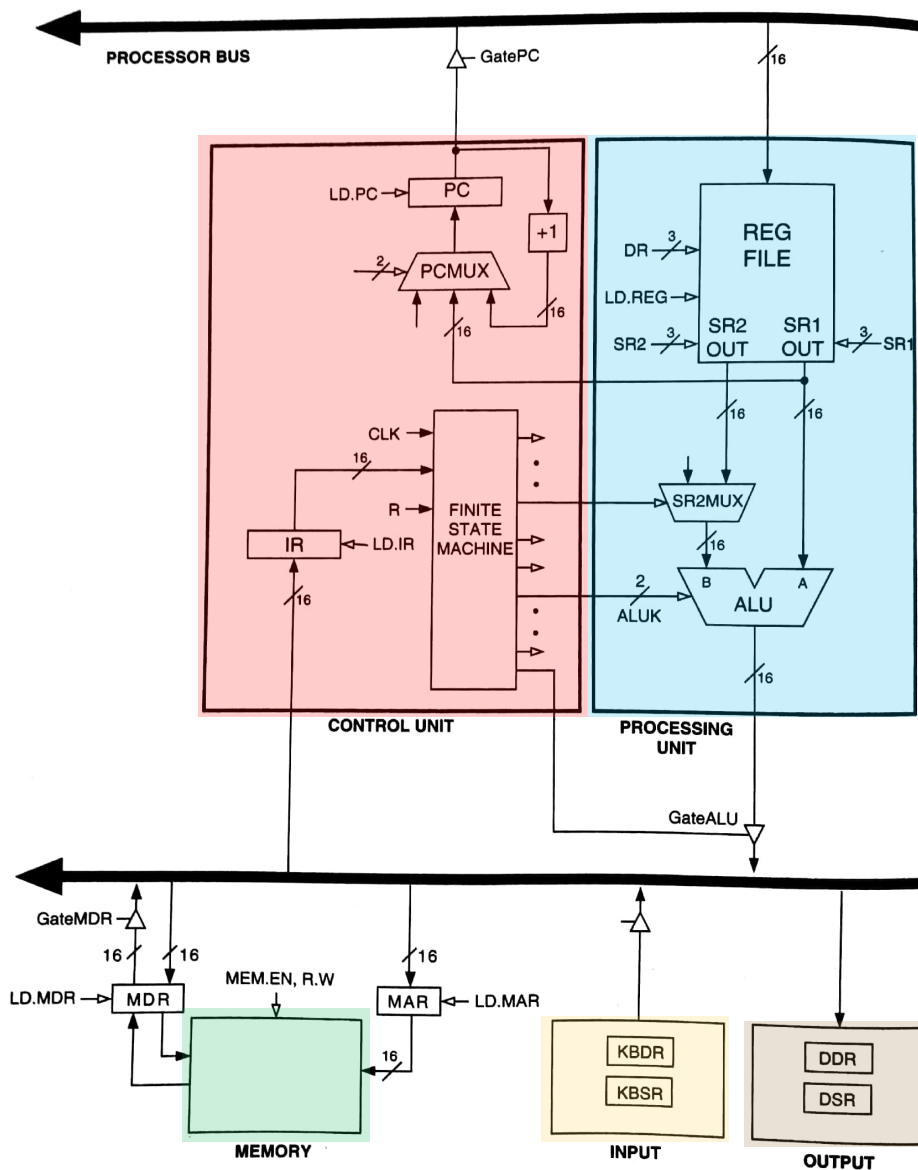 PROCESSOR BUS
GatePC
16
LD.PC
PC
+1
2
PCMUX
16
16
REG
FILE
DR
3
LD.REG
SR2
3
SR2
OUT
SR1
OUT
3
SR1
16
16
CLK
16
R
FINITE
STATE
MACHINE
IR
LD.IR
16
SR2MUX
16
B
A
ALU
2
ALUK
16
CONTROL UNIT
PROCESSING
UNIT
GateALU
GateMDR
16
16
16
LD.MDR
MDR
MEM.EN, R.W
MAR
LD.MAR
16
KBDR
KBSR
DDR
DSR
MEMORY
INPUT
OUTPUT